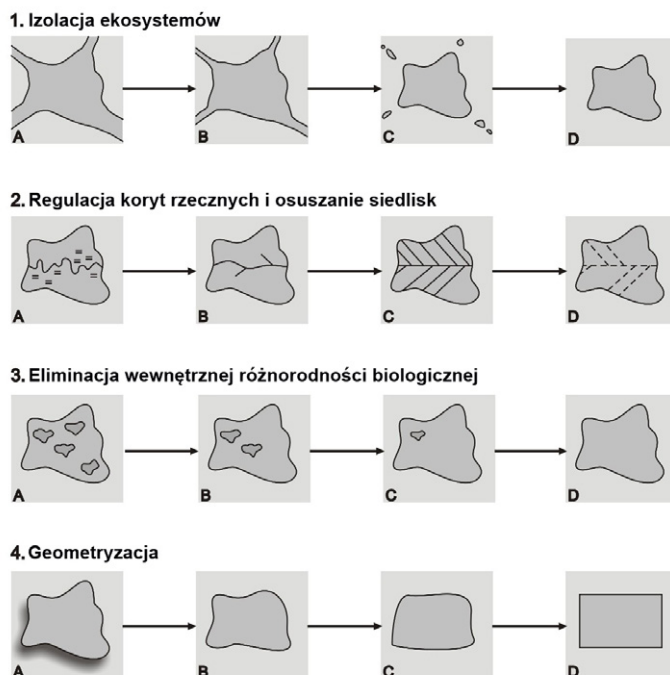 1. Izolacja ekosystemów
A B C D
2. Regulacja koryt rzecznych i osuszanie siedlisk
A B C D
3. Eliminacja wewnętrznej różnorodności biologicznej
A B C D
4. Geometryzacja
A B C D